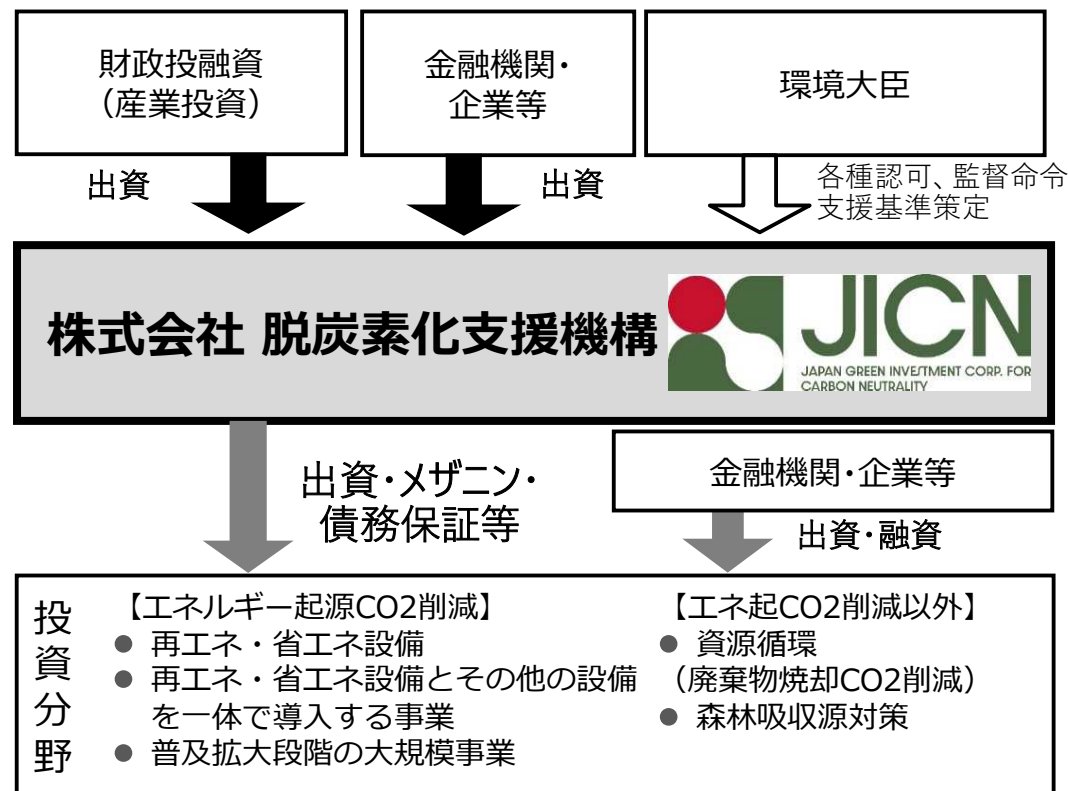 財政投融資
(産業投資)
金融機関・
企業等
環境大臣
出資
出資
各種認可、監督命令
支援基準策定
株式会社 脱炭素化支援機構
JICN
JAPAN GREEN INVESTMENT CORP. FOR
CARBON NEUTRALITY
出資・メザニン・
債務保証等
金融機関・企業等
出資・融資
投資分野
【エネルギー起源CO2削減】
● 再エネ・省エネ設備
● 再エネ・省エネ設備とその他の設備
を一体で導入する事業
● 普及拡大段階の大規模事業
【エネ起CO2削減以外】
● 資源循環
(廃棄物焼却CO2削減)
● 森林吸収源対策